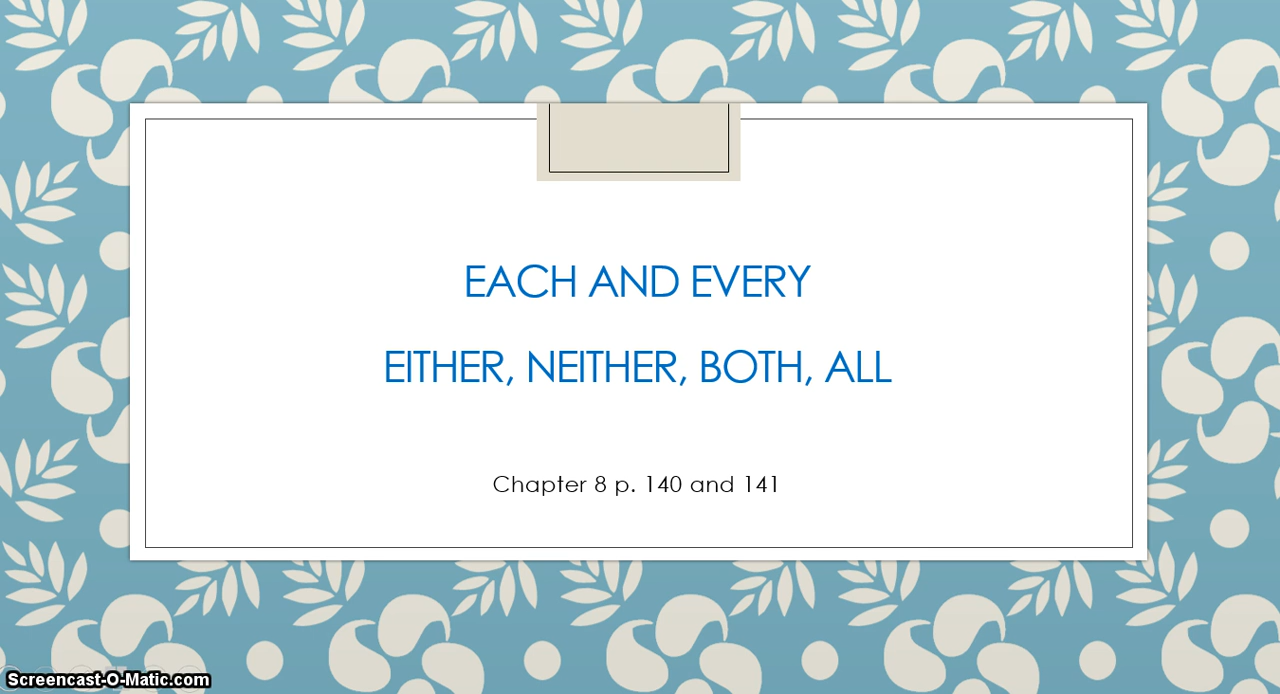 EACH AND EVERY
EITHER, NEITHER, BOTH, ALL
Chapter 8 p. 140 and 141
Screencast-O-Matic.com